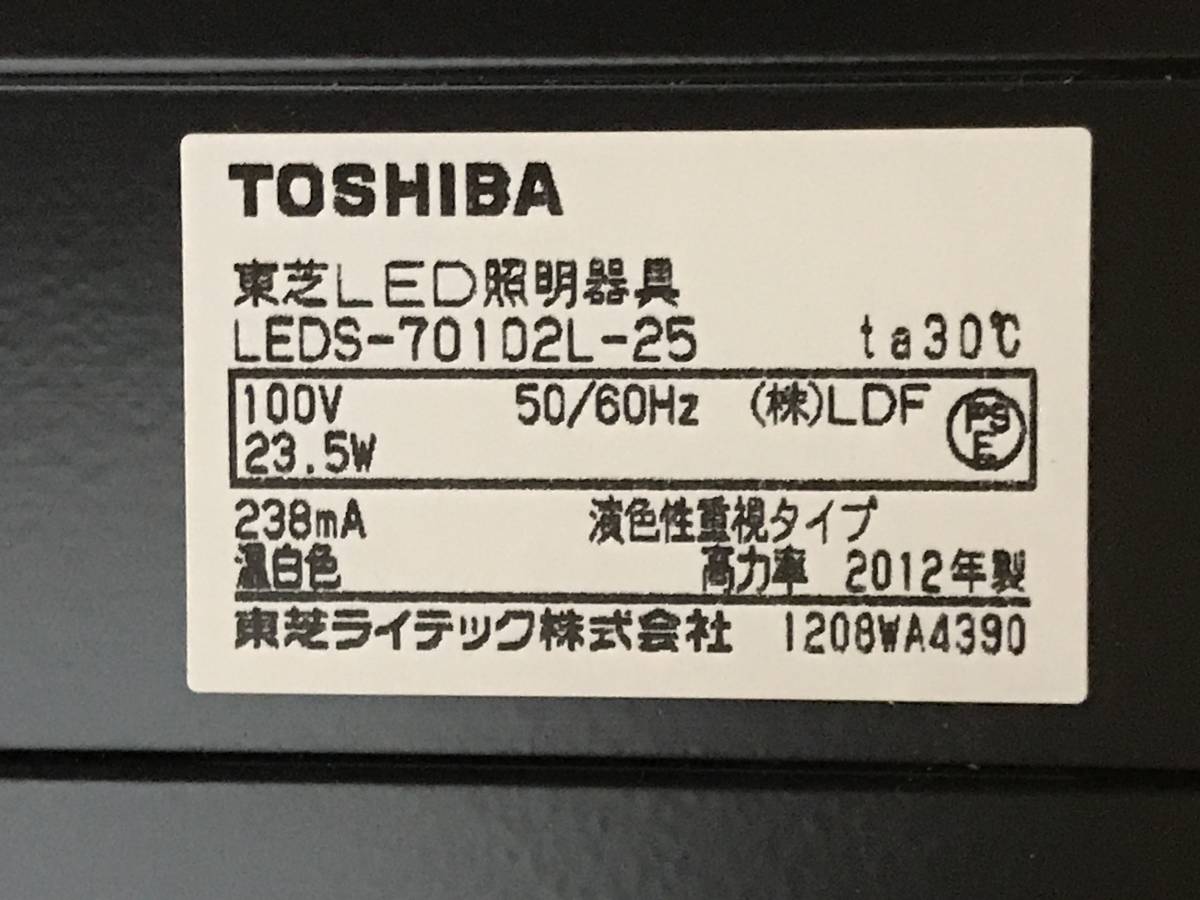 TOSHIBA
東芝LED照明器具
LEDS-70102L-25 ta30℃
100V 50/60Hz (株)LDF PSE
23.5W
238mA 演色性重視タイプ
温白色 高力率 2012年製
東芝ライテック株式会社 1208WA4390